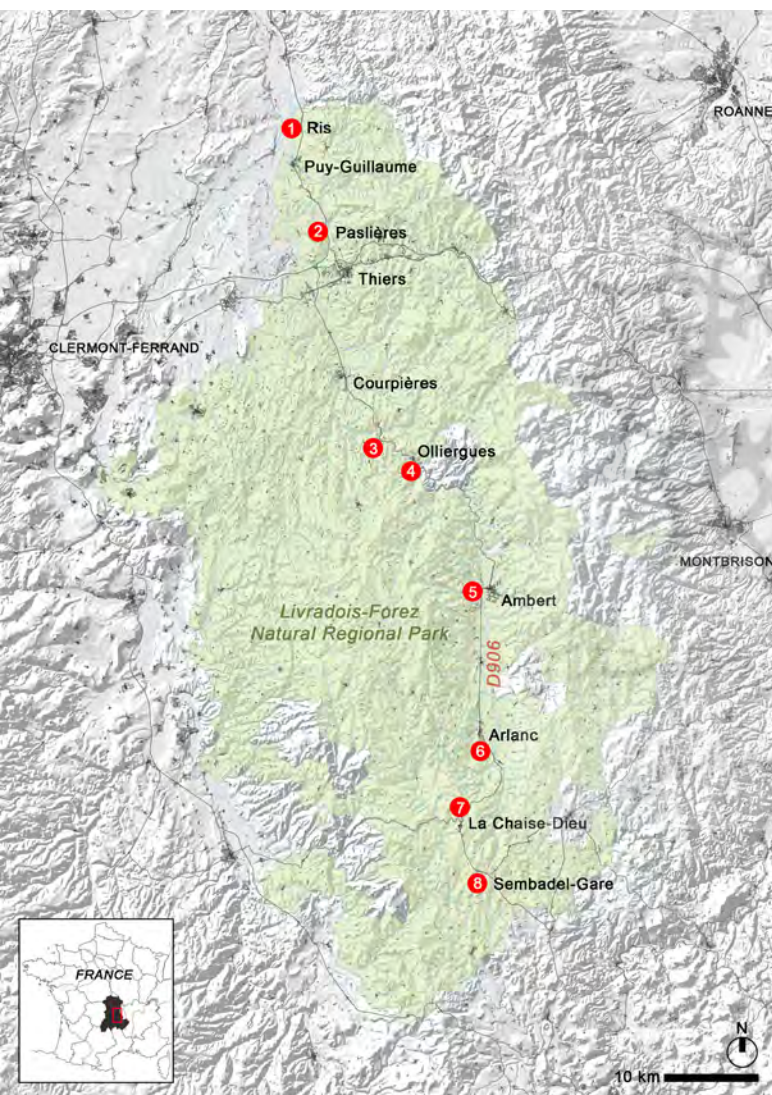 ROANNE
1 Ris
Puy-Guillaume
2 Paslières
Thiers
CLERMONT-FERRAND
Courpières
3
Olliergues
4
MONTBRISON
5
Ambert
Livradois-Forez
Natural Regional Park
D906
Arlanc
6
7
La Chaise-Dieu
8 Sembadel-Gare
FRANCE
N
10 km